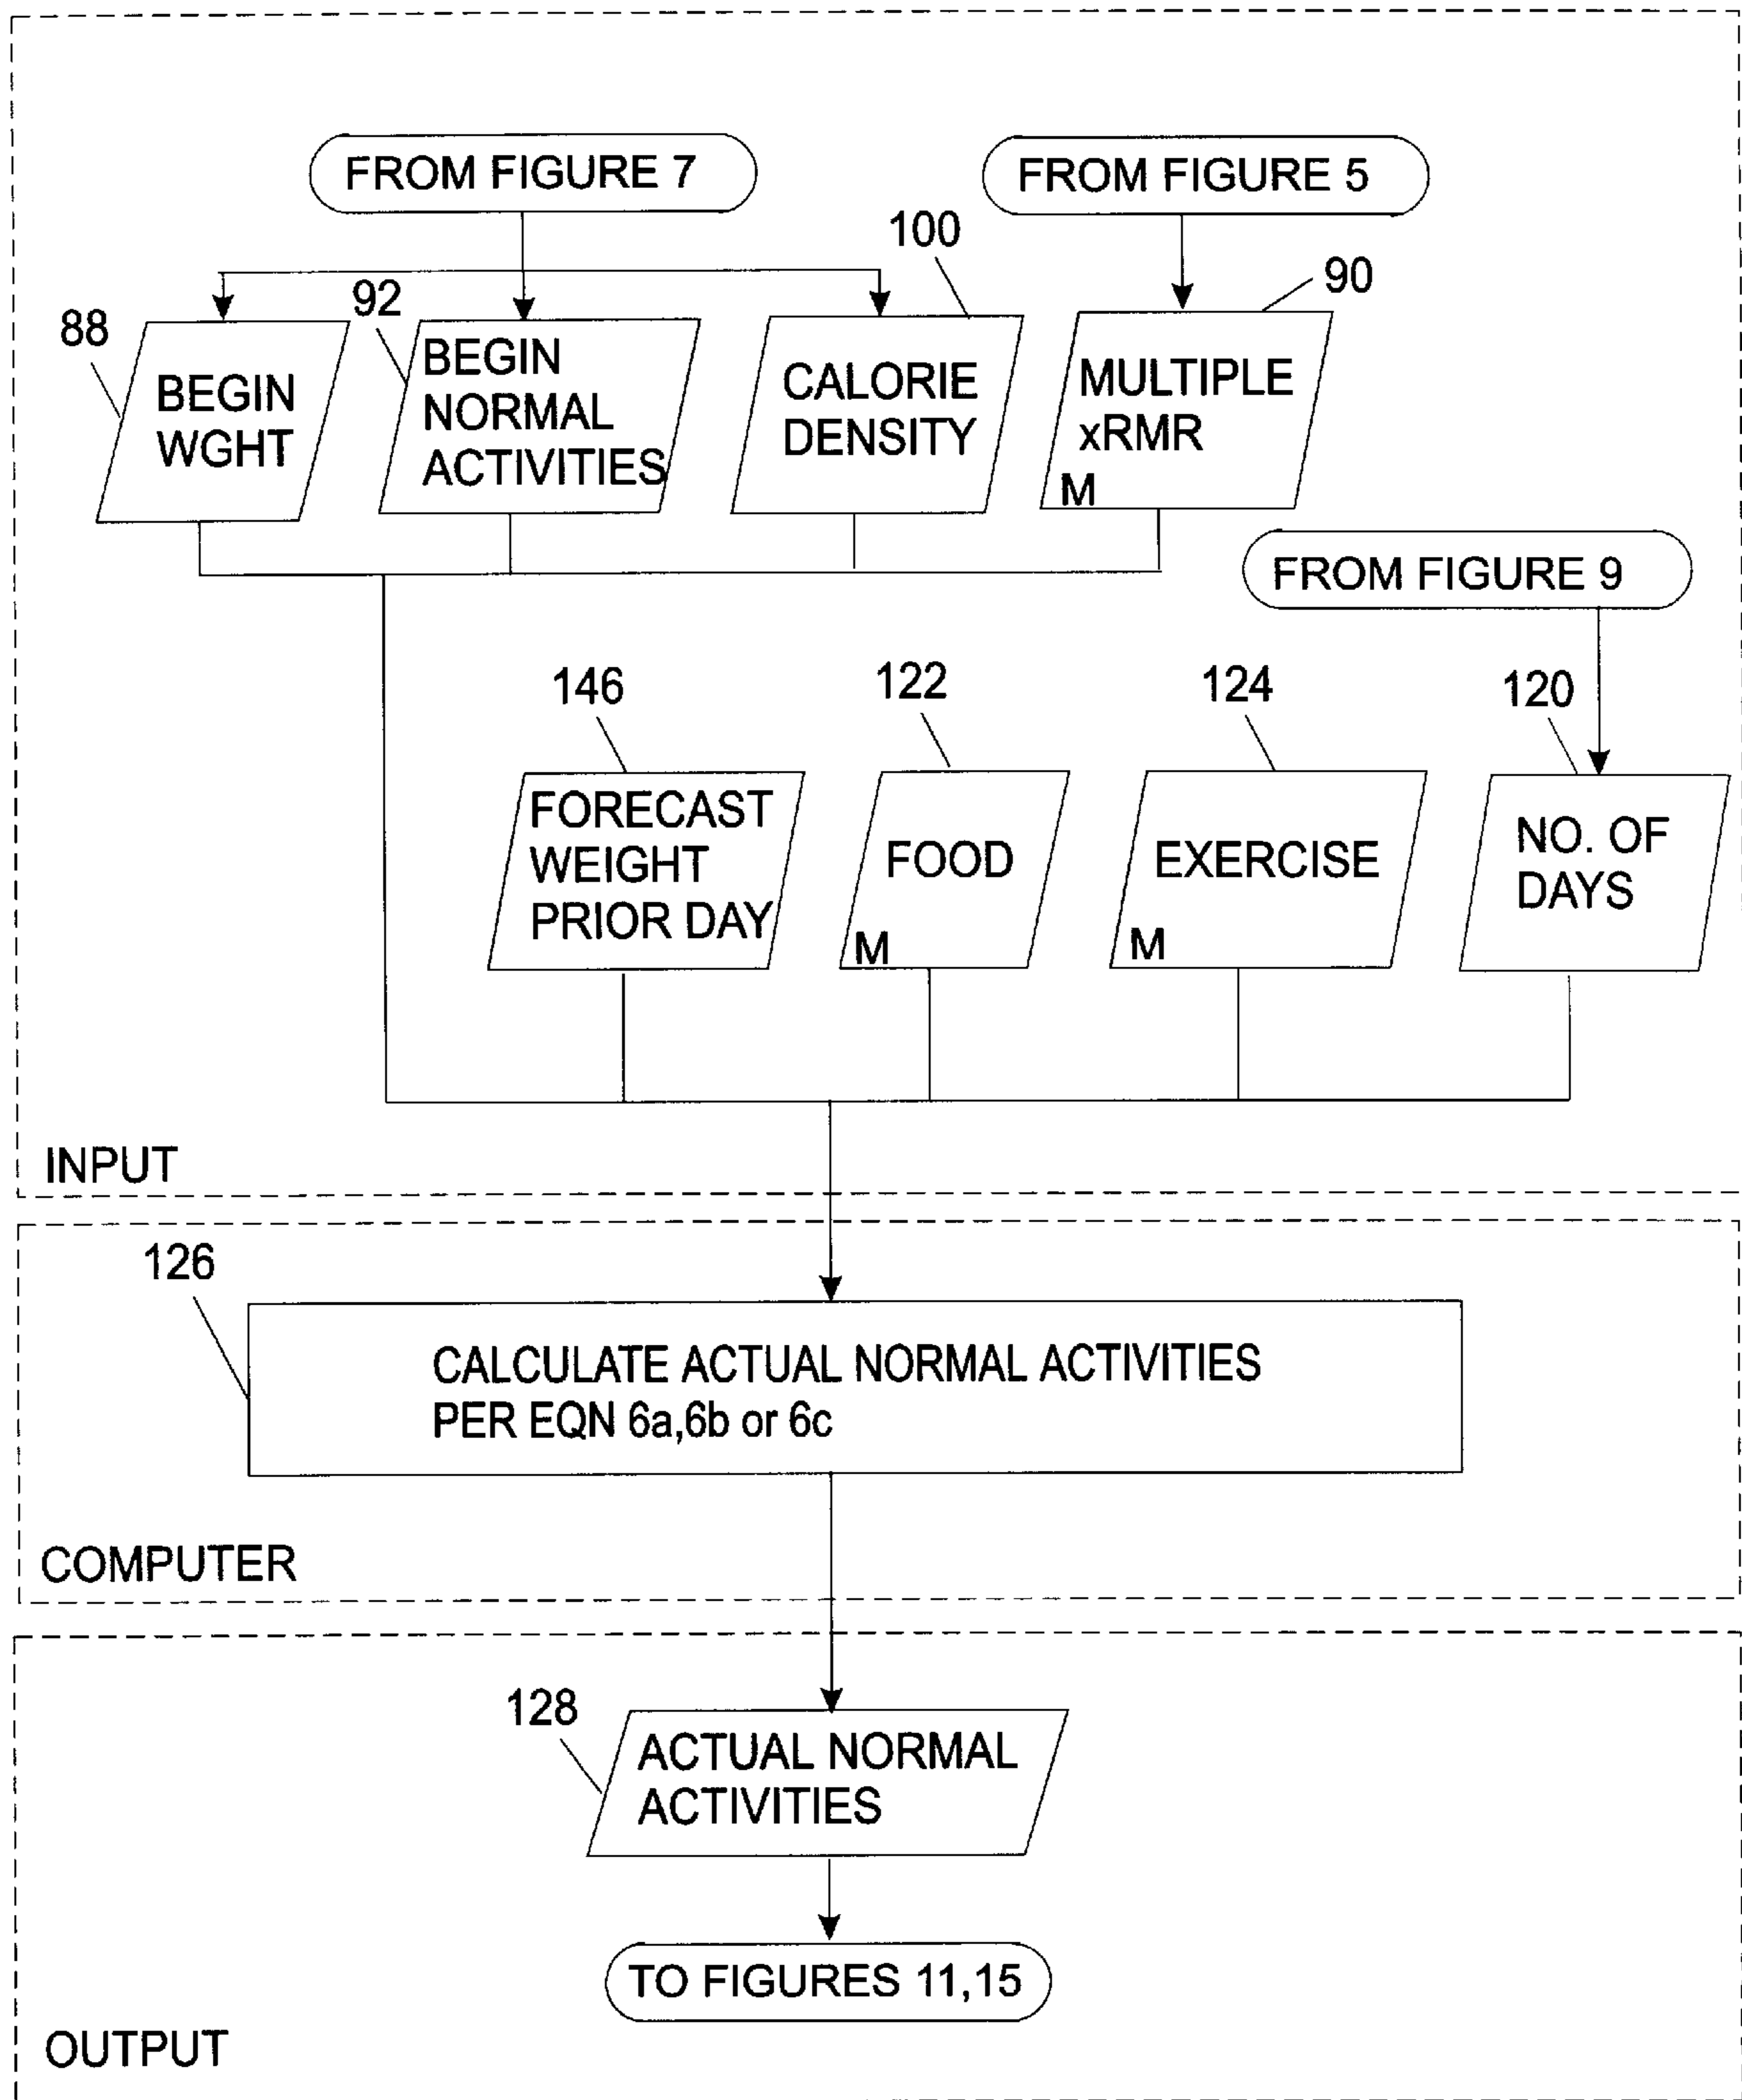 FROM FIGURE 7
FROM FIGURE 5
100
90
92
88
BEGIN
WGHT
BEGIN
NORMAL
ACTIVITIES
CALORIE
DENSITY
MULTIPLE
xRMR
M
FROM FIGURE 9
146
122
124
120
FORECAST
WEIGHT
PRIOR DAY
FOOD
M
EXERCISE
M
NO. OF
DAYS
INPUT
126
CALCULATE ACTUAL NORMAL ACTIVITIES
PER EQN 6a,6b or 6c
COMPUTER
128
ACTUAL NORMAL
ACTIVITIES
TO FIGURES 11,15
OUTPUT